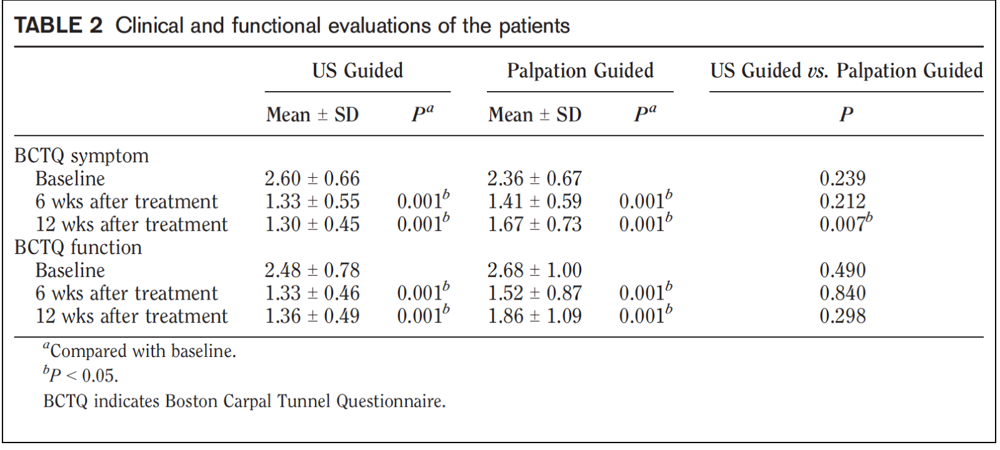 TABLE 2 Clinical and functional evaluations of the patients
US Guided Palpation Guided US Guided vs. Palpation Guided
Mean ± SD Pa Mean ± SD Pa P
BCTQ symptom
Baseline 2.60 ± 0.66 2.36 ± 0.67 0.239
6 wks after treatment 1.33 ± 0.55 0.001b 1.41 ± 0.59 0.001b 0.212
12 wks after treatment 1.30 ± 0.45 0.001b 1.67 ± 0.73 0.001b 0.007b
BCTQ function
Baseline 2.48 ± 0.78 2.68 ± 1.00 0.490
6 wks after treatment 1.33 ± 0.46 0.001b 1.52 ± 0.87 0.001b 0.840
12 wks after treatment 1.36 ± 0.49 0.001b 1.86 ± 1.09 0.001b 0.298
aCompared with baseline.
bP < 0.05.
BCTQ indicates Boston Carpal Tunnel Questionnaire.